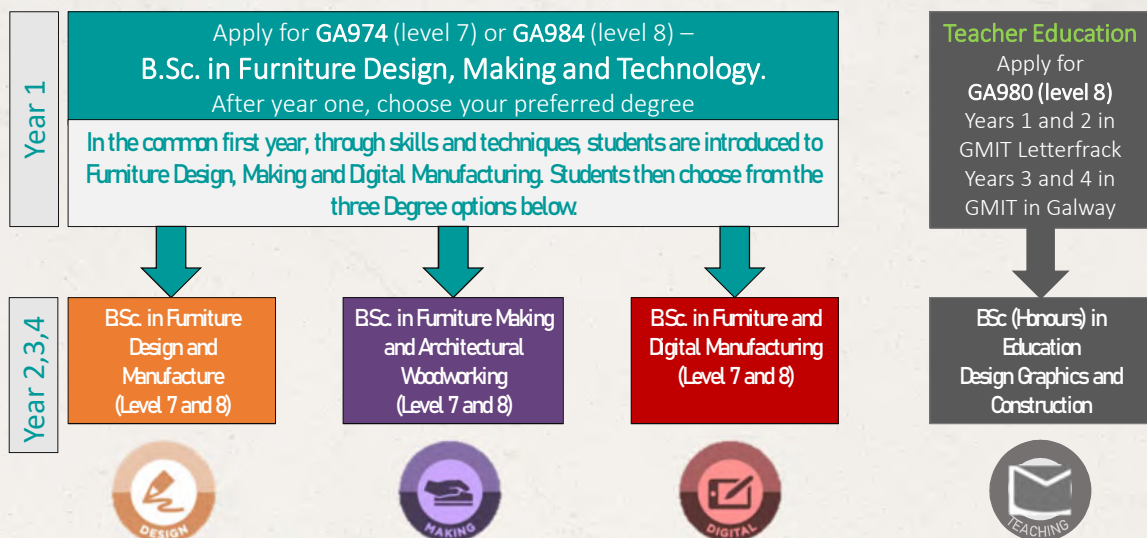 Year 1
Apply for GA974 (level 7) or GA984 (level 8) –
B.Sc. in Furniture Design, Making and Technology.
After year one, choose your preferred degree
In the common first year, through skills and techniques, students are introduced to
Furniture Design, Making and Digital Manufacturing. Students then choose from the
three Degree options below.
Teacher Education
Apply for
GA980 (level 8)
Years 1 and 2 in
GMIT Letterfrack
Years 3 and 4 in
GMIT in Galway
Year 2,3,4
B.Sc. in Furniture
Design and
Manufacture
(Level 7 and 8)
B.Sc. in Furniture Making
and Architectural
Woodworking
(Level 7 and 8)
B.Sc. in Furniture and
Digital Manufacturing
(Level 7 and 8)
BSc (Honours) in
Education
Design Graphics and
Construction
DESIGN
MAKING
DIGITAL
TEACHING